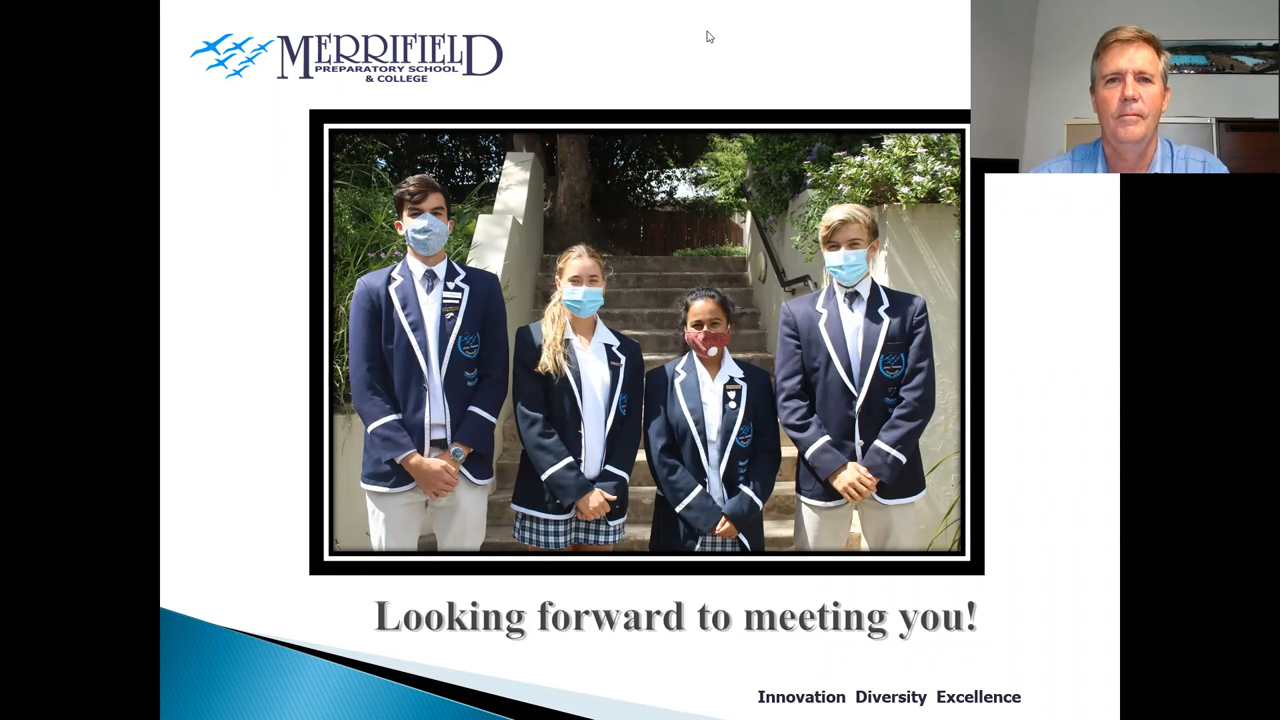 MERRIFIELD
PREPARATORY SCHOOL
& COLLEGE
Looking forward to meeting you!
Innovation Diversity Excellence